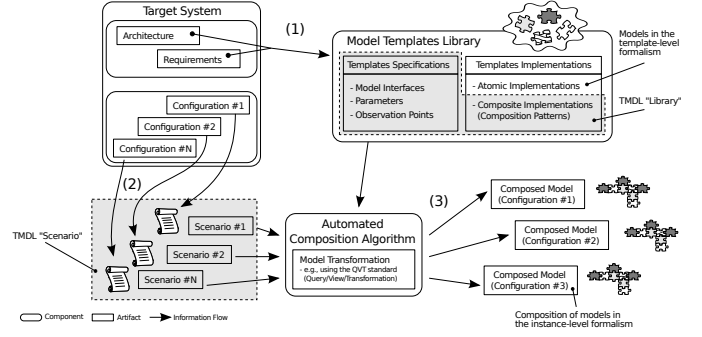 Target System
Architecture
Requirements
(1)
Configuration #1
Configuration #2
Configuration #N
(2)
Model Templates Library
Templates Specifications
- Model Interfaces
- Parameters
- Observation Points
Templates Implementations
- Atomic Implementations
- Composite Implementations
(Composition Patterns)
Models in the
template-level
formalism
TMDL "Library"
TMDL "Scenario"
Scenario #1
Scenario #2
Scenario #N
Automated
Composition Algorithm
Model Transformation
- e.g., using the QVT standard
(Query/View/Transformation)
(3)
Composed Model
(Configuration #1)
Composed Model
(Configuration #2)
Composed Model
(Configuration #3)
Composition of models in
the instance-level formalism
Component
Artifact
Information Flow